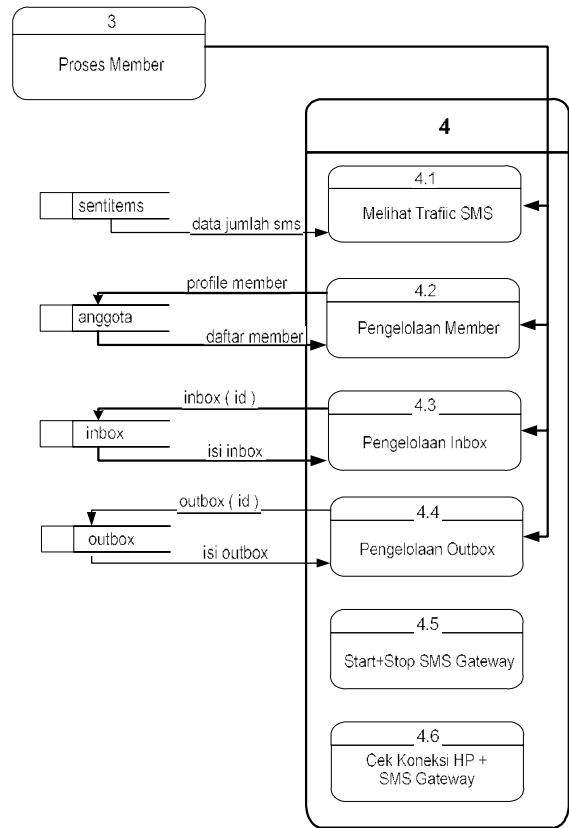 3
Proses Member
4
4.1
Melihat Trafiic SMS
sentitems
data jumlah sms
profile member
4.2
Pengelolaan Member
anggota
daftar member
inbox ( id )
4.3
Pengelolaan Inbox
inbox
isi inbox
outbox ( id )
4.4
Pengelolaan Outbox
outbox
isi outbox
4.5
Start+Stop SMS Gateway
4.6
Cek Koneksi HP +
SMS Gateway